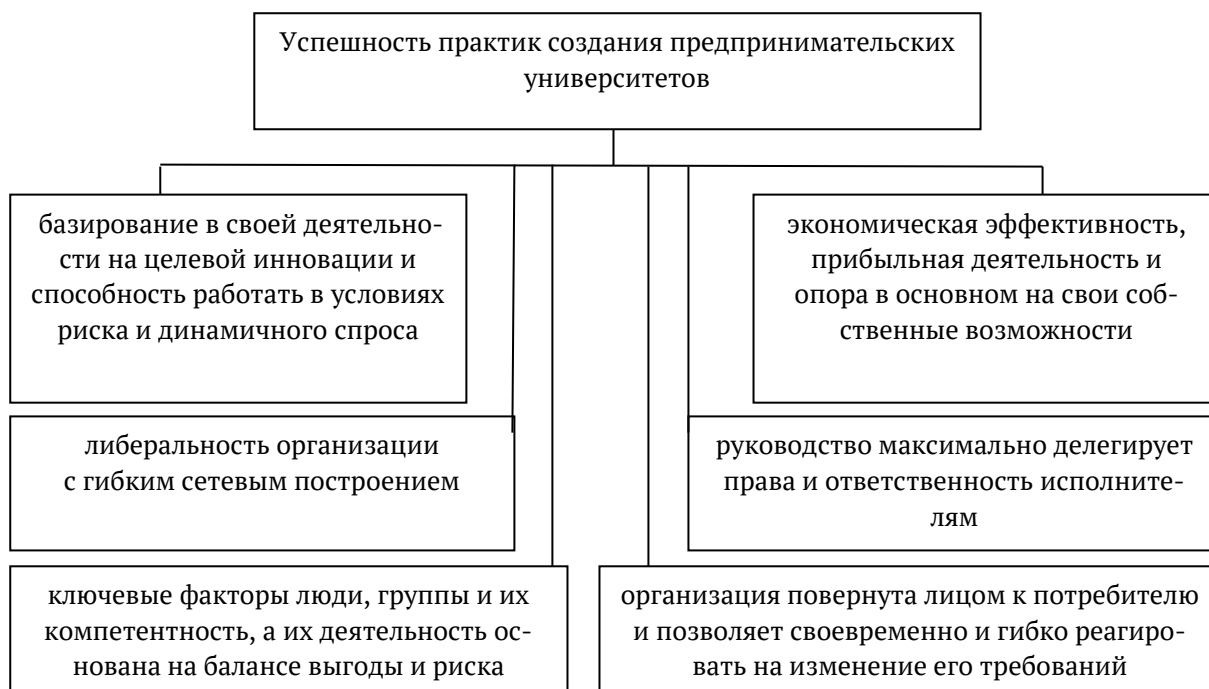 Успешность практик создания предпринимательских
университетов
базирование в своей деятельно-
сти на целевой инновации и
способность работать в условиях
риска и динамичного спроса
экономическая эффективность,
прибыльная деятельность и
опора в основном на свои соб-
ственные возможности
либеральность организации
с гибким сетевым построением
руководство максимально делегирует
права и ответственность исполните-
лям
ключевые факторы люди, группы и их
компетентность, а их деятельность ос-
нована на балансе выгоды и риска
организация повернута лицом к потребителю
и позволяет своевременно и гибко реагиро-
вать на изменение его требований